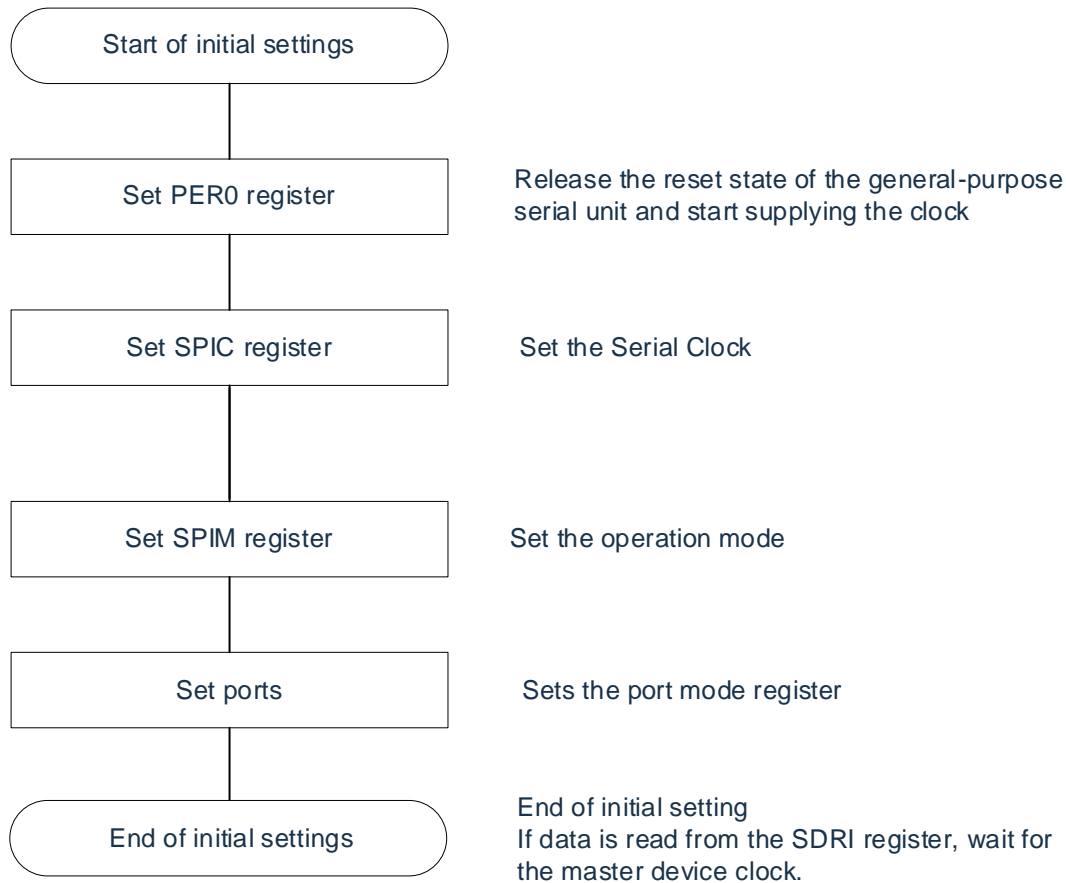 Start of initial settings
Set PER0 register
Release the reset state of the general-purpose
serial unit and start supplying the clock
Set SPIC register
Set the Serial Clock
Set SPIM register
Set the operation mode
Set ports
Sets the port mode register
End of initial settings
End of initial setting
If data is read from the SDRI register, wait for
the master device clock.